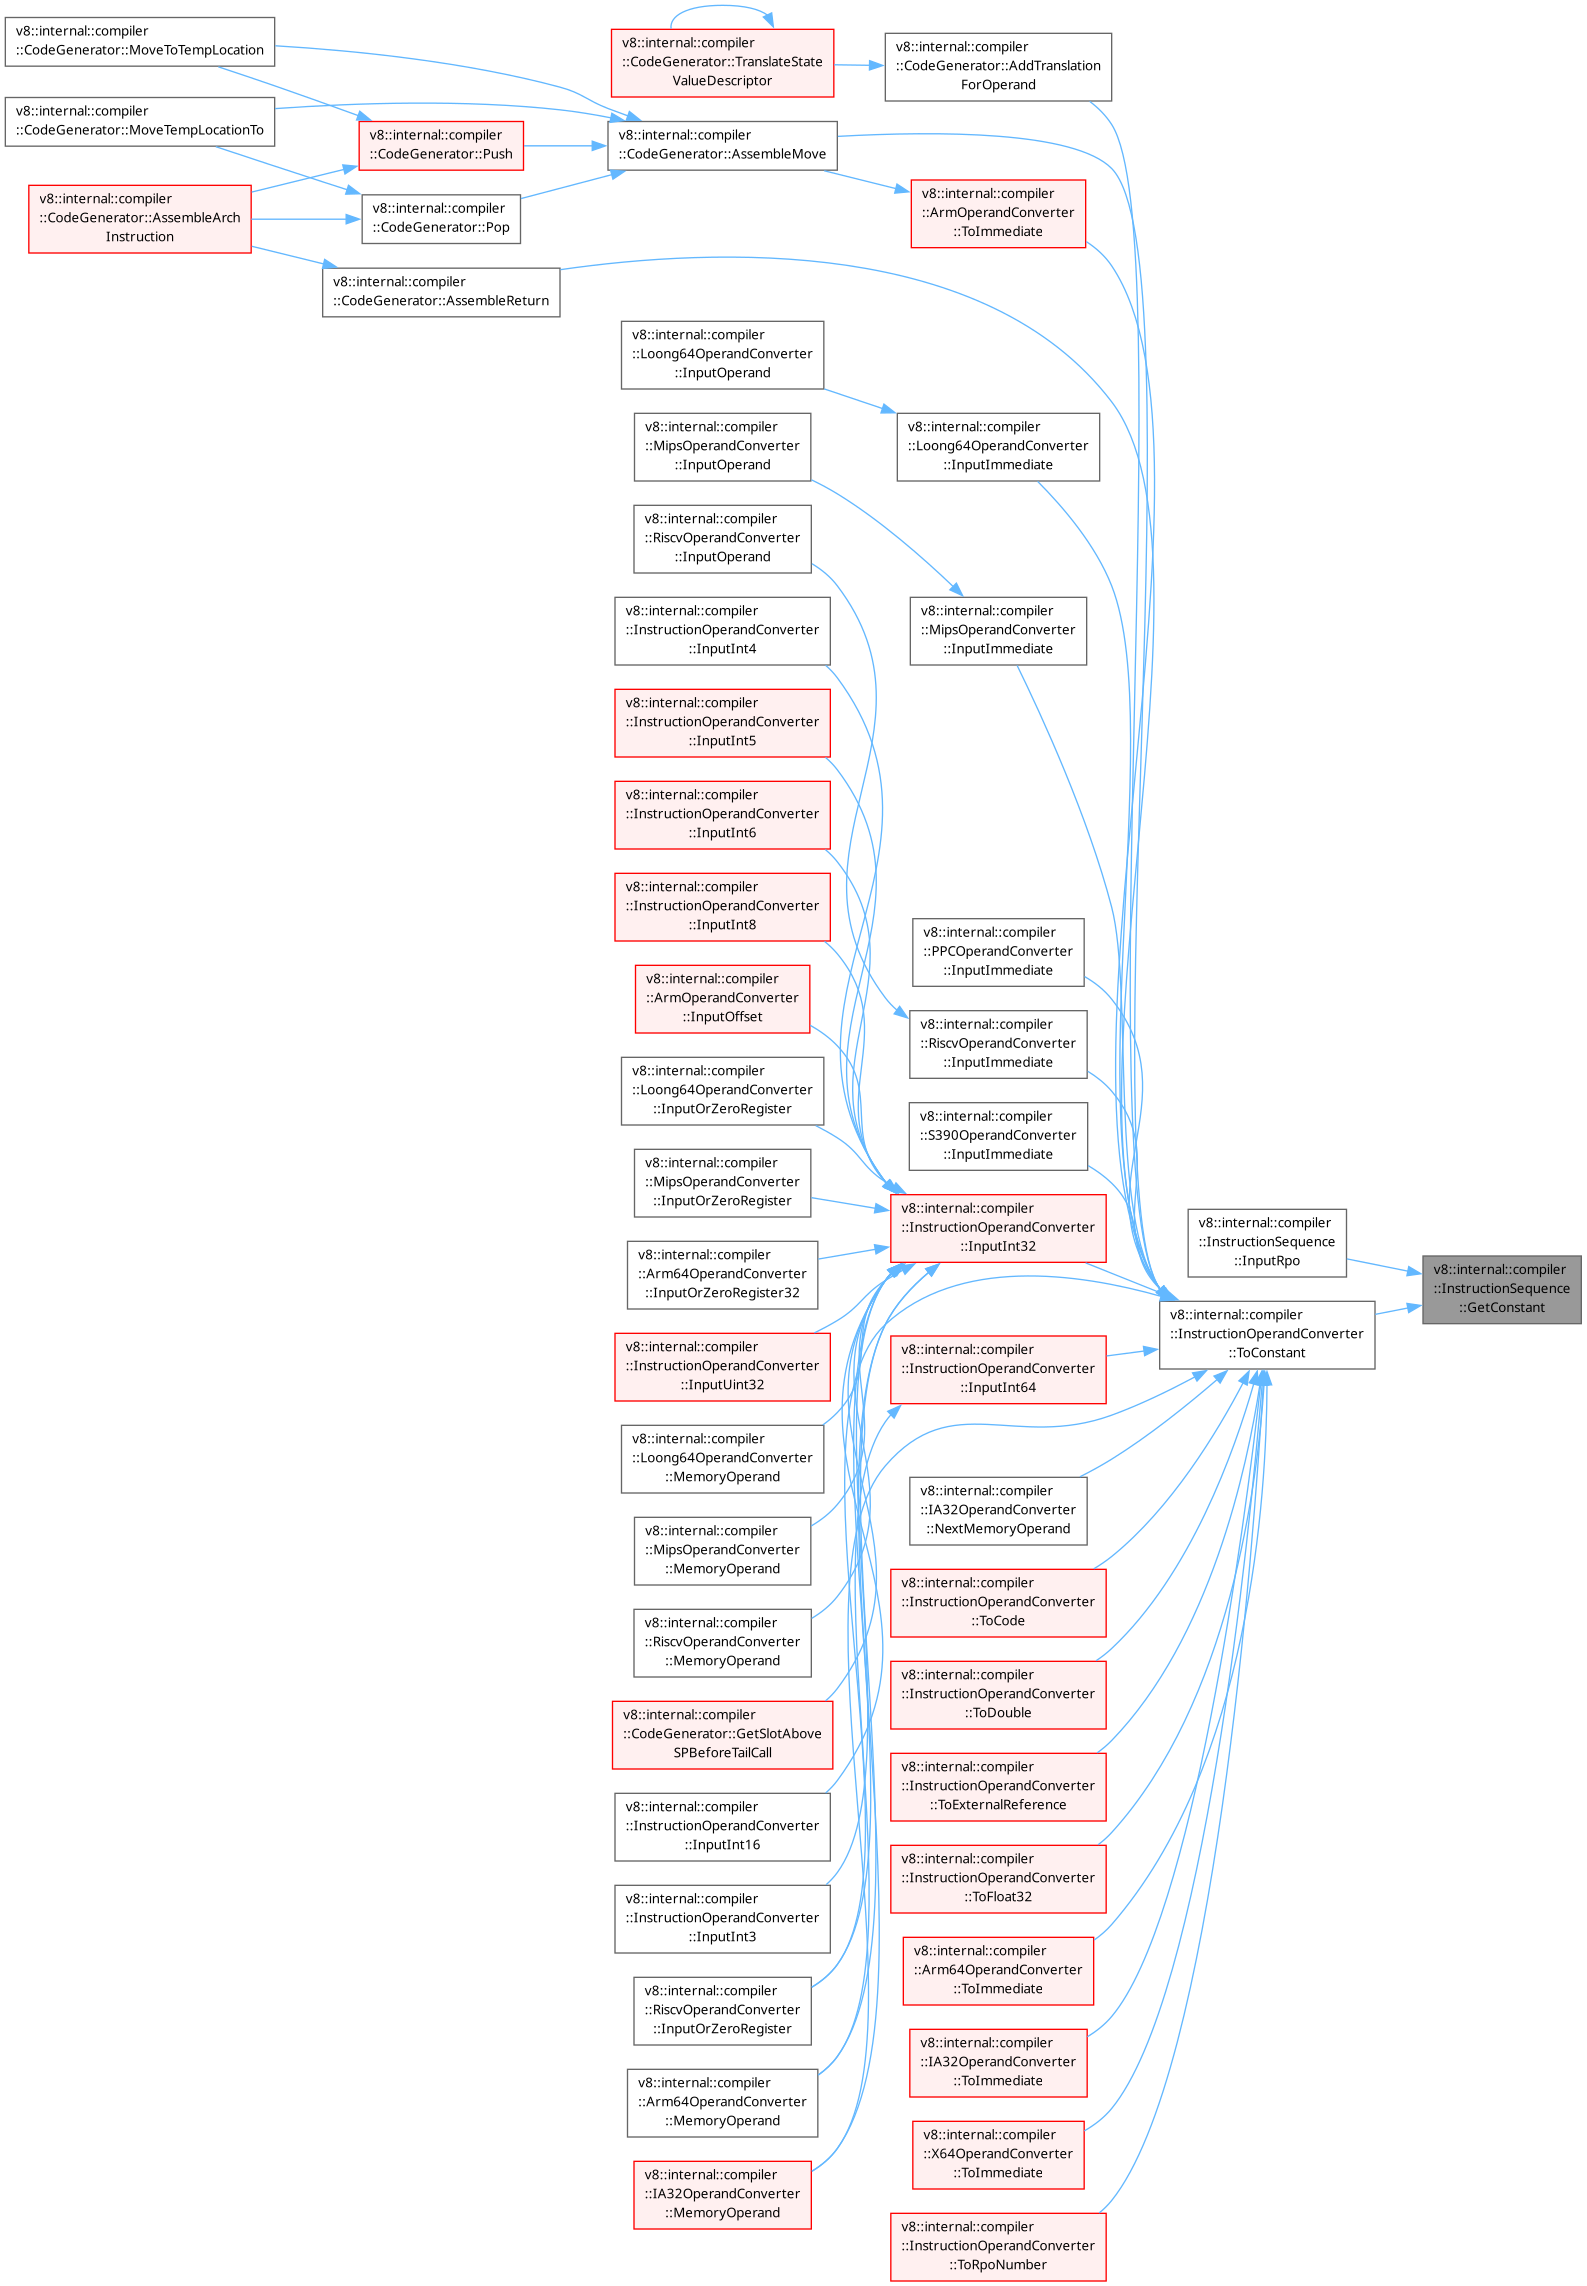 v8::internal::compiler
::CodeGenerator::MoveToTempLocation
v8::internal::compiler
::CodeGenerator::MoveTempLocationTo
v8::internal::compiler
::CodeGenerator::AssembleArch
Instruction
v8::internal::compiler
::CodeGenerator::Push
v8::internal::compiler
::CodeGenerator::Pop
v8::internal::compiler
::CodeGenerator::AssembleReturn
v8::internal::compiler
::CodeGenerator::TranslateState
ValueDescriptor
v8::internal::compiler
::CodeGenerator::AssembleMove
v8::internal::compiler
::CodeGenerator::AddTranslation
ForOperand
v8::internal::compiler
::ArmOperandConverter
::ToImmediate
v8::internal::compiler
::Loong64OperandConverter
::InputOperand
v8::internal::compiler
::MipsOperandConverter
::InputOperand
v8::internal::compiler
::RiscvOperandConverter
::InputOperand
v8::internal::compiler
::InstructionOperandConverter
::InputInt4
v8::internal::compiler
::InstructionOperandConverter
::InputInt5
v8::internal::compiler
::InstructionOperandConverter
::InputInt6
v8::internal::compiler
::InstructionOperandConverter
::InputInt8
v8::internal::compiler
::ArmOperandConverter
::InputOffset
v8::internal::compiler
::Loong64OperandConverter
::InputOrZeroRegister
v8::internal::compiler
::MipsOperandConverter
::InputOrZeroRegister
v8::internal::compiler
::Arm64OperandConverter
::InputOrZeroRegister32
v8::internal::compiler
::InstructionOperandConverter
::InputUint32
v8::internal::compiler
::Loong64OperandConverter
::MemoryOperand
v8::internal::compiler
::MipsOperandConverter
::MemoryOperand
v8::internal::compiler
::RiscvOperandConverter
::MemoryOperand
v8::internal::compiler
::CodeGenerator::GetSlotAbove
SPBeforeTailCall
v8::internal::compiler
::InstructionOperandConverter
::InputInt16
v8::internal::compiler
::InstructionOperandConverter
::InputInt3
v8::internal::compiler
::RiscvOperandConverter
::InputOrZeroRegister
v8::internal::compiler
::Arm64OperandConverter
::MemoryOperand
v8::internal::compiler
::IA32OperandConverter
::MemoryOperand
v8::internal::compiler
::Loong64OperandConverter
::InputImmediate
v8::internal::compiler
::MipsOperandConverter
::InputImmediate
v8::internal::compiler
::PPCOperandConverter
::InputImmediate
v8::internal::compiler
::RiscvOperandConverter
::InputImmediate
v8::internal::compiler
::S390OperandConverter
::InputImmediate
v8::internal::compiler
::InstructionOperandConverter
::InputInt32
v8::internal::compiler
::InstructionOperandConverter
::InputInt64
v8::internal::compiler
::IA32OperandConverter
::NextMemoryOperand
v8::internal::compiler
::InstructionOperandConverter
::ToCode
v8::internal::compiler
::InstructionOperandConverter
::ToDouble
v8::internal::compiler
::InstructionOperandConverter
::ToExternalReference
v8::internal::compiler
::InstructionOperandConverter
::ToFloat32
v8::internal::compiler
::Arm64OperandConverter
::ToImmediate
v8::internal::compiler
::IA32OperandConverter
::ToImmediate
v8::internal::compiler
::X64OperandConverter
::ToImmediate
v8::internal::compiler
::InstructionOperandConverter
::ToRpoNumber
v8::internal::compiler
::InstructionSequence
::InputRpo
v8::internal::compiler
::InstructionOperandConverter
::ToConstant
v8::internal::compiler
::InstructionSequence
::GetConstant